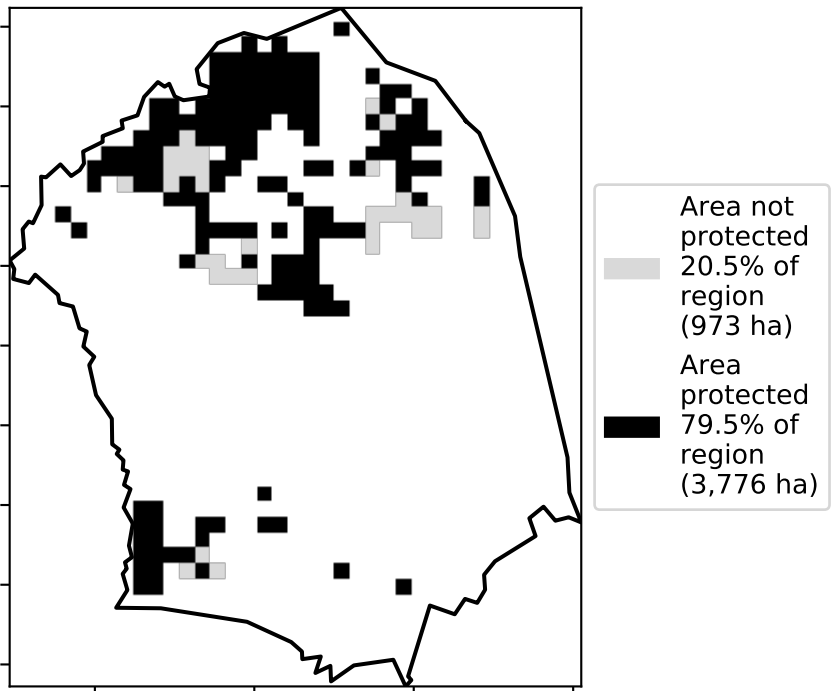 Area not
protected
20.5% of
region
(973 ha)
Area
protected
79.5% of
region
(3,776 ha)